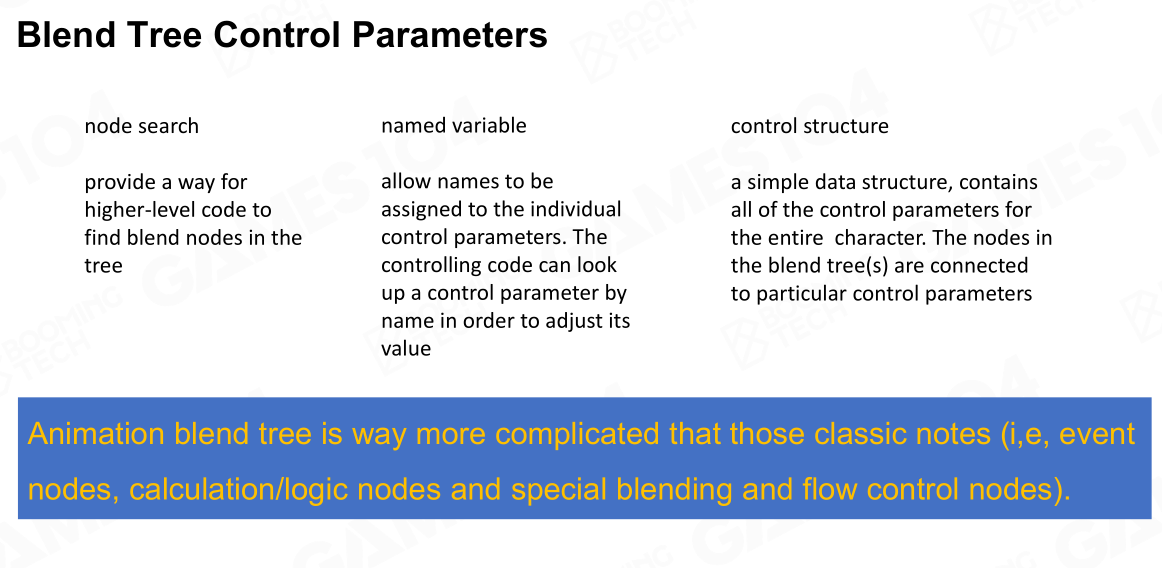 Blend Tree Control Parameters
node search
provide a way for
higher-level code to
find blend nodes in the
tree
named variable
allow names to be
assigned to the individual
control parameters. The
controlling code can look
up a control parameter by
name in order to adjust its
value
control structure
a simple data structure, contains
all of the control parameters for
the entire  character. The nodes in
the blend tree(s) are connected
to particular control parameters
Animation blend tree is way more complicated that those classic notes (i,e, event
nodes, calculation/logic nodes and special blending and flow control nodes).
BOOMING
TECH
GAMES104